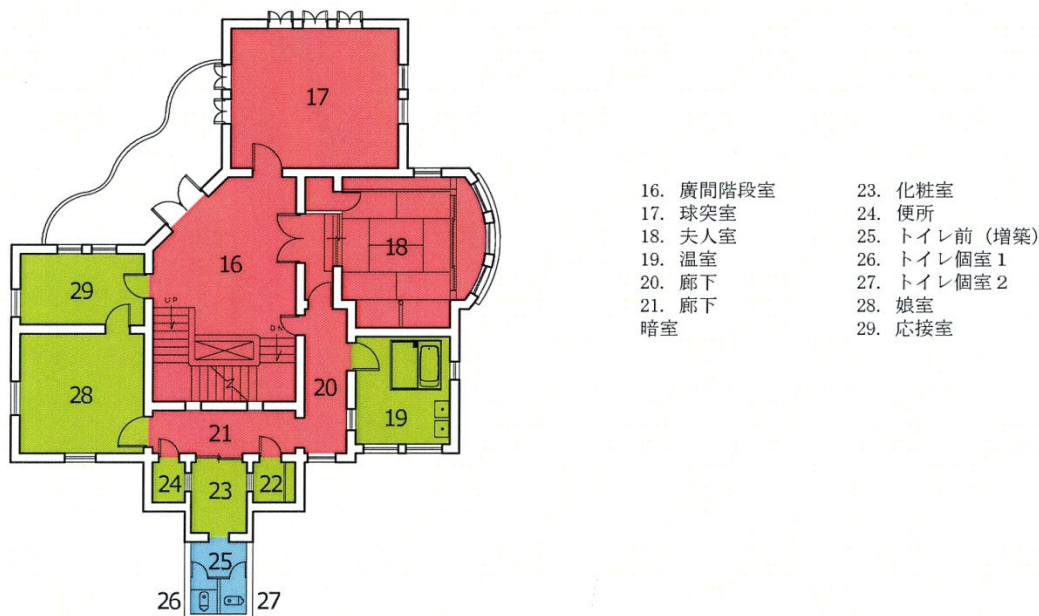 17
18
16
UP
DN
29
28
20
19
21
24
23
22
25
26
27
16. 廣間階段室
17. 球突室
18. 夫人室
19. 温室
20. 廊下
21. 廊下
暗室
23. 化粧室
24. 便所
25. トイレ前（増築）
26. トイレ個室1
27. トイレ個室2
28. 娘室
29. 応接室